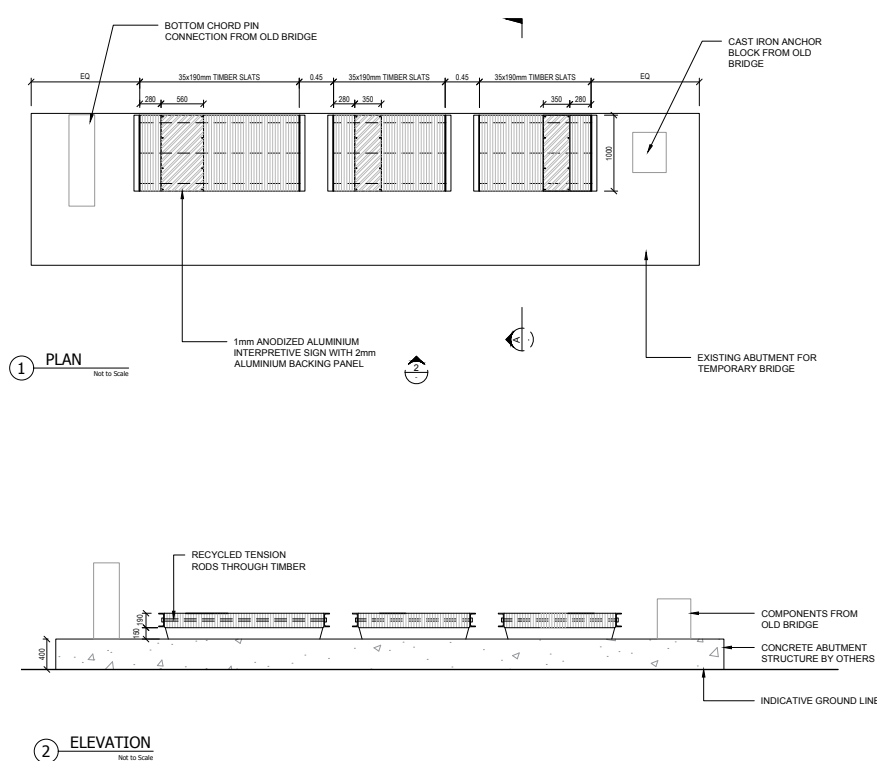 BOTTOM CHORD PIN
CONNECTION FROM OLD BRIDGE
CAST IRON ANCHOR
BLOCK FROM OLD
BRIDGE
EQ
35x190mm TIMBER SLATS
0.45
35x190mm TIMBER SLATS
0.45
35x190mm TIMBER SLATS
EQ
280
560
280
350
350
280
1000
1mm ANODIZED ALUMINIUM
INTERPRETIVE SIGN WITH 2mm
ALUMINIUM BACKING PANEL
A
-
2
-
EXISTING ABUTMENT FOR
TEMPORARY BRIDGE
1
PLAN
Not to Scale
RECYCLED TENSION
RODS THROUGH TIMBER
190
150
400
COMPONENTS FROM
OLD BRIDGE
CONCRETE ABUTMENT
STRUCTURE BY OTHERS
INDICATIVE GROUND LINE
2
ELEVATION
Not to Scale